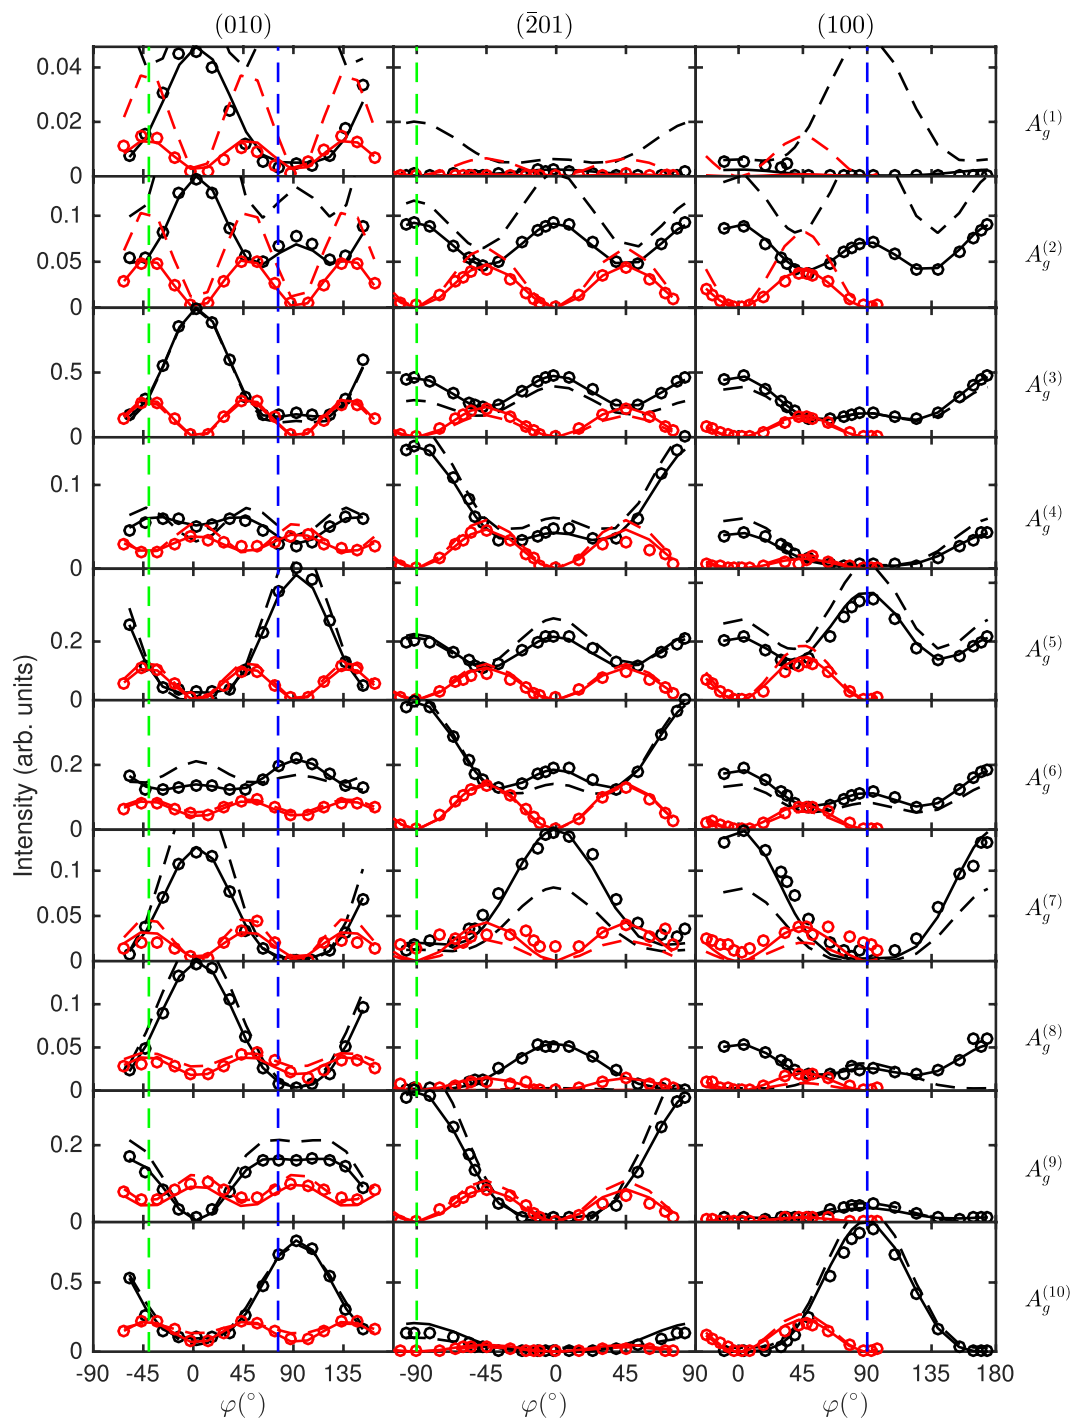 (010) (2̅01) (100)
0.04
0.02
0
A_g^(1)
0.1
0.05
0
A_g^(2)
0.5
0
A_g^(3)
0.1
0
A_g^(4)
0.2
0
A_g^(5)
0.2
0
A_g^(6)
0.1
0.05
0
A_g^(7)
0.1
0.05
0
A_g^(8)
0.2
0
A_g^(9)
0.5
0
A_g^(10)
Intensity (arb. units)
-90 -45 0 45 90 135 -90 -45 0 45 90 0 45 90 135 180
φ(°) φ(°) φ(°)